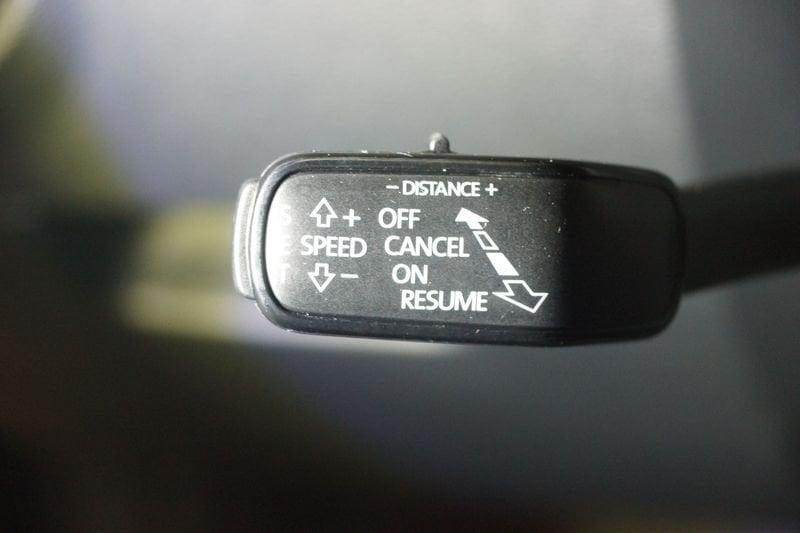 - DISTANCE +
S + OFF
E SPEED CANCEL
T - ON
RESUME